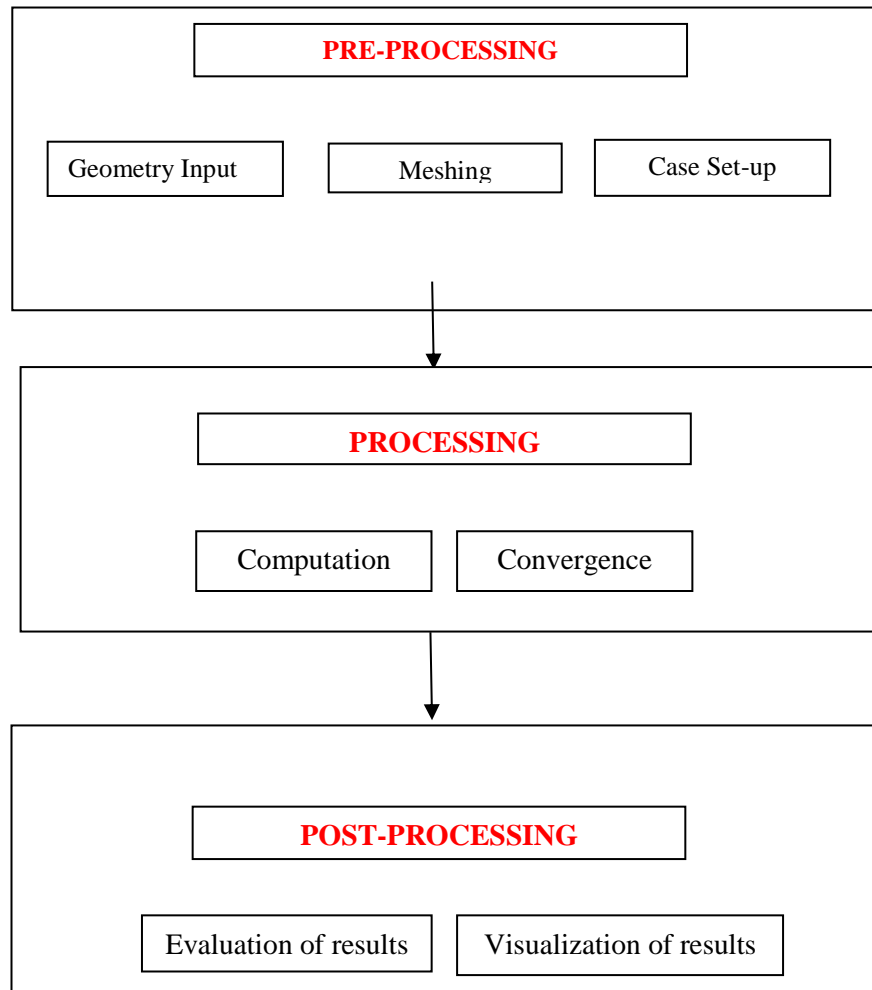 PRE-PROCESSING
Geometry Input
Meshing
Case Set-up
PROCESSING
Computation
Convergence
POST-PROCESSING
Evaluation of results
Visualization of results